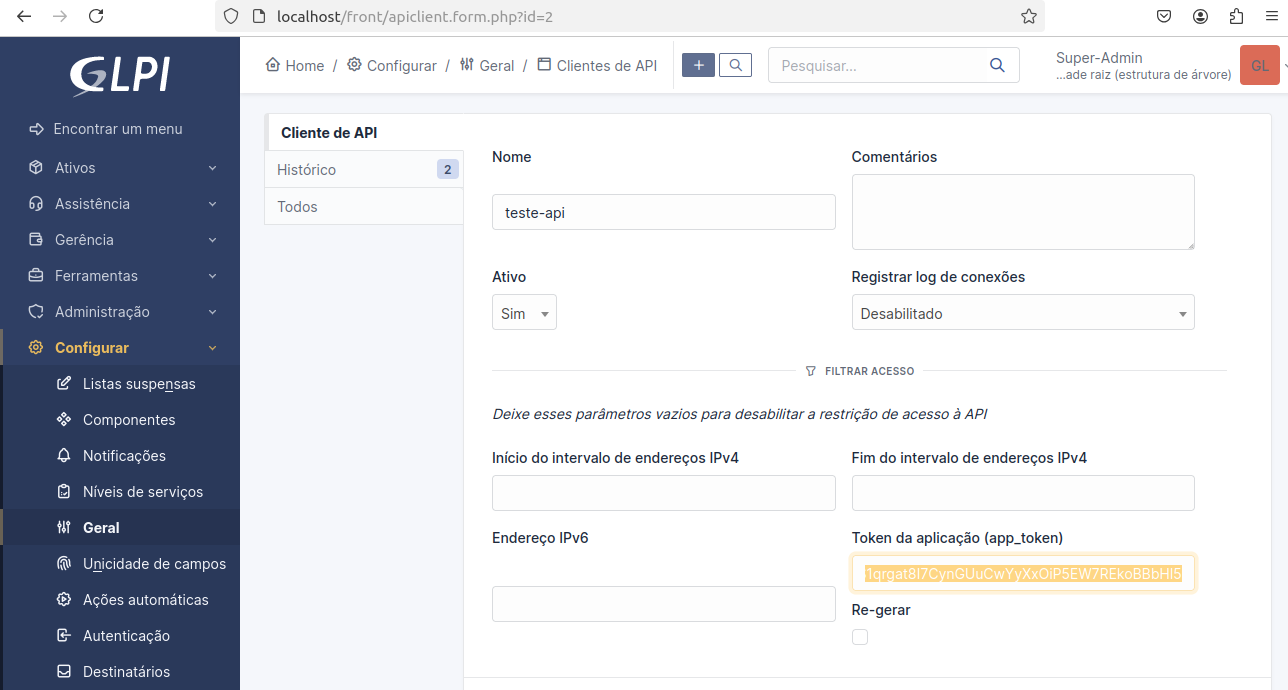 localhost/front/apiclient.form.php?id=2
GLPI
Home / Configurar / Geral / Clientes de API
Pesquisar...
Super-Admin
...ade raiz (estrutura de árvore)
GL
Encontrar um menu
Ativos
Assistência
Gerência
Ferramentas
Administração
Configurar
Listas suspensas
Componentes
Notificações
Níveis de serviços
Geral
Unicidade de campos
Ações automáticas
Autenticação
Destinatários
Cliente de API
Histórico 2
Todos
Nome
Comentários
teste-api
Ativo
Registrar log de conexões
Sim
Desabilitado
FILTRAR ACESSO
Deixe esses parâmetros vazios para desabilitar a restrição de acesso à API
Início do intervalo de endereços IPv4
Fim do intervalo de endereços IPv4
Endereço IPv6
Token da aplicação (app_token)
Re-gerar